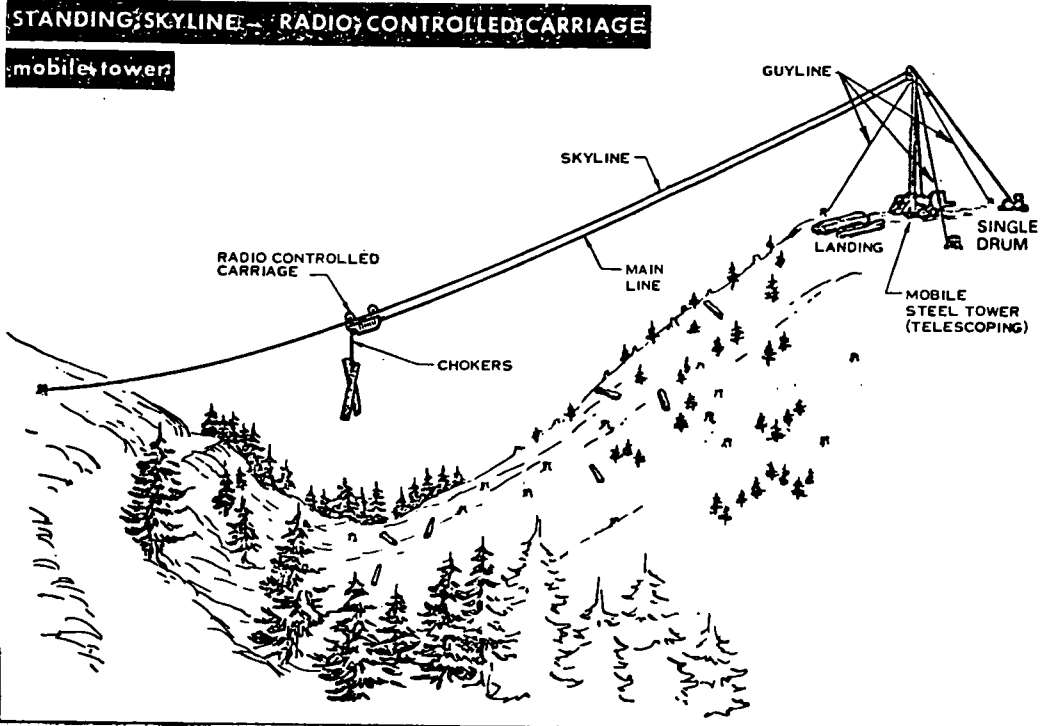 STANDING SKYLINE - RADIO CONTROLLED CARRIAGE
mobile tower
GUYLINE
SKYLINE
RADIO CONTROLLED
CARRIAGE
MAIN
LINE
CHOKERS
LANDING
SINGLE
DRUM
MOBILE
STEEL TOWER
(TELESCOPING)